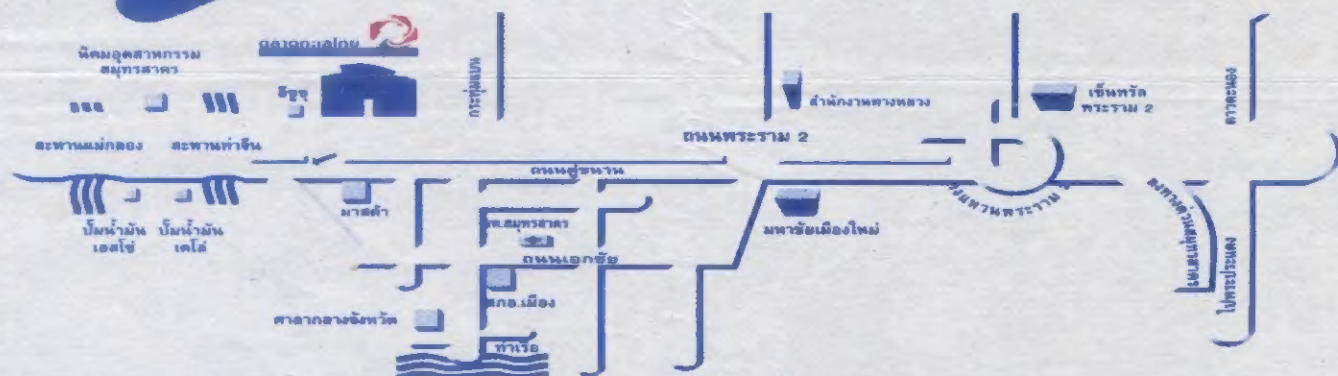 นิคมอุตสาหกรรม
สมุทรสาคร
ตลาดทะเลไทย
อีซูซุ
กระทุ่มแบน
สำนักงานทางหลวง
เซ็นทรัล
พระราม 2
ดาวคะนอง
สะพานแม่กลอง
สะพานท่าจีน
ถนนพระราม 2
ถนนคู่ขนาน
มาสด้า
ปั๊มน้ำมัน
เอสโซ่
ปั๊มน้ำมัน
เจโล่
รพ.สมุทรสาคร
ถนนเอกชัย
มหาชัยเมืองใหม่
วงแหวนพระราม 2
ไปพระประแดง
สภอ.เมือง
ศาลากลางจังหวัด
ท่าเรือ